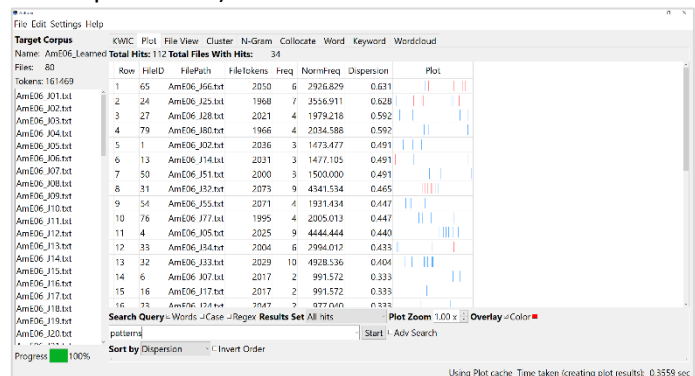 File Edit Settings Help
Target Corpus
Name: AmE06_Learned
Files: 80
Tokens: 161469
AmE06_J01.txt
AmE06_J02.txt
AmE06_J03.txt
AmE06_J04.txt
AmE06_J05.txt
AmE06_J06.txt
AmE06_J07.txt
AmE06_J08.txt
AmE06_J09.txt
AmE06_J10.txt
AmE06_J11.txt
AmE06_J12.txt
AmE06_J13.txt
AmE06_J14.txt
AmE06_J15.txt
AmE06_J16.txt
AmE06_J17.txt
AmE06_J18.txt
AmE06_J19.txt
AmE06_J20.txt
Progress 100%
KWIC Plot File View Cluster N-Gram Collocate Word Keyword Wordcloud
Total Hits: 112 Total Files With Hits: 34
Row FileID FilePath FileTokens Freq NormFreq Dispersion Plot
1 65 AmE06_J66.txt 2050 6 2926.829 0.631
2 24 AmE06_J25.txt 1968 7 3556.911 0.628
3 27 AmE06_J28.txt 2021 4 1979.218 0.592
4 79 AmE06_J80.txt 1966 4 2034.588 0.592
5 1 AmE06_J02.txt 2036 3 1473.477 0.491
6 13 AmE06_J14.txt 2031 3 1477.105 0.491
7 50 AmE06_J51.txt 2000 3 1500.000 0.491
8 31 AmE06_J32.txt 2073 9 4341.534 0.465
9 54 AmE06_J55.txt 2071 4 1931.434 0.447
10 76 AmE06_J77.txt 1995 4 2005.013 0.447
11 4 AmE06_J05.txt 2025 9 4444.444 0.440
12 33 AmE06_J34.txt 2004 6 2994.012 0.433
13 32 AmE06_J33.txt 2029 10 4928.536 0.404
14 6 AmE06_J07.txt 2017 2 991.572 0.333
15 16 AmE06_J17.txt 2017 2 991.572 0.333
16 23 AmE06_J24.txt 2047 2 977.040 0.333
Search Query Words Case Regex Results Set All hits Plot Zoom 1.00 x Overlay Color
patterns Start Adv Search
Sort by Dispersion Invert Order
Using Plot cache Time taken (creating plot results): 0.3559 sec